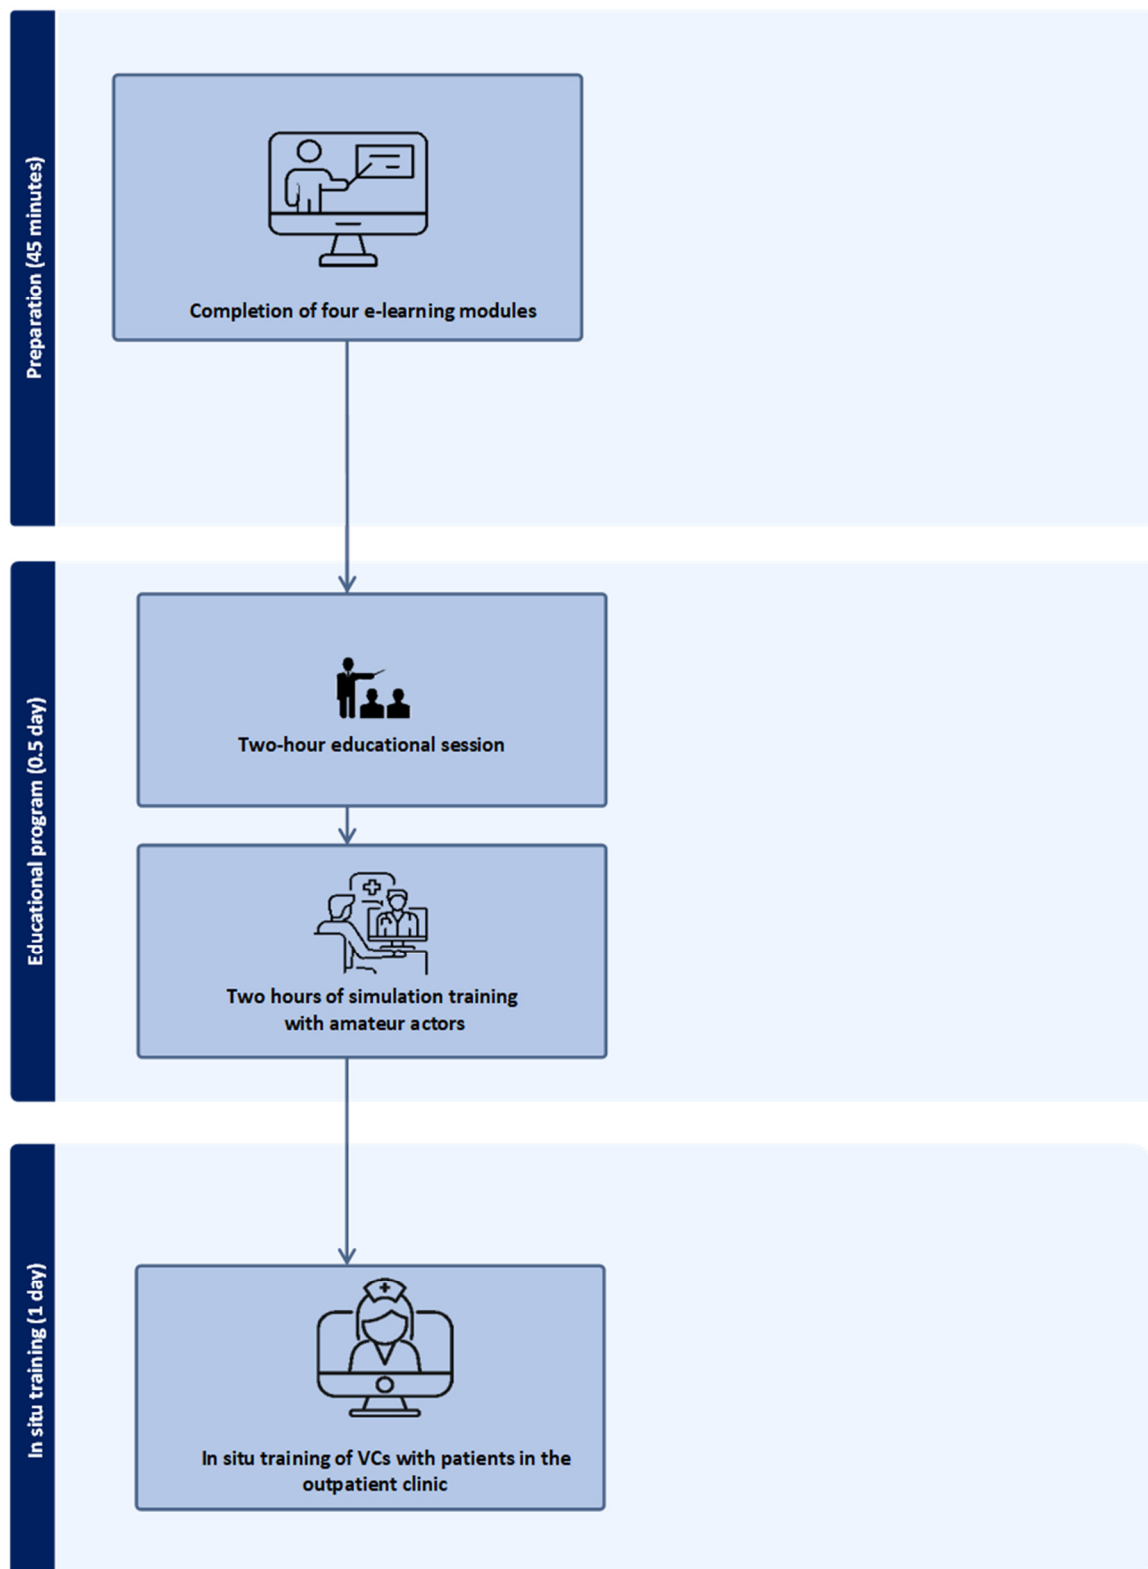 Preparation (45 minutes)
Completion of four e-learning modules
Educational program (0.5 day)
Two-hour educational session
Two hours of simulation training
with amateur actors
In situ training (1 day)
In situ training of VCs with patients in the
outpatient clinic